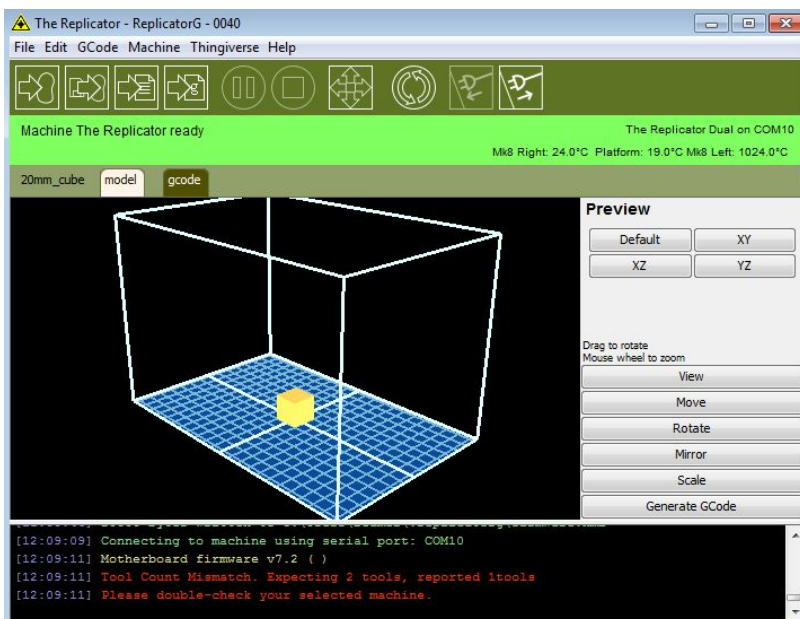 The Replicator - ReplicatorG - 0040
File Edit GCode Machine Thingiverse Help
Machine The Replicator ready
The Replicator Dual on COM10
Mk8 Right: 24.0°C Platform: 19.0°C Mk8 Left: 1024.0°C
20mm_cube model gcode
Preview
Default XY
XZ YZ
Drag to rotate
Mouse wheel to zoom
View
Move
Rotate
Mirror
Scale
Generate GCode
[12:09:09] Connecting to machine using serial port: COM10
[12:09:11] Motherboard firmware v7.2 ( )
[12:09:11] Tool Count Mismatch. Expecting 2 tools, reported 1tools
[12:09:11] Please double-check your selected machine.